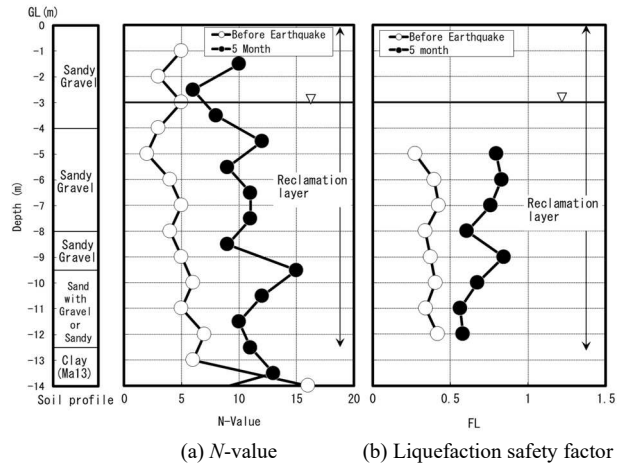 GL(m)
0
-1
-2
-3
-4
-5
-6
-7
-8
-9
-10
-11
-12
-13
-14
Depth (m)
Sandy
Gravel
Sandy
Gravel
Sandy
Gravel
Sand
with
Gravel
or
Sandy
Clay
(Ma13)
Soil profile
Before Earthquake
5 Month
Reclamation
layer
0
5
10
15
20
N-Value
Before Earthquake
5 month
Reclamation
layer
0
0.5
1
1.5
FL
(a) N-value
(b) Liquefaction safety factor